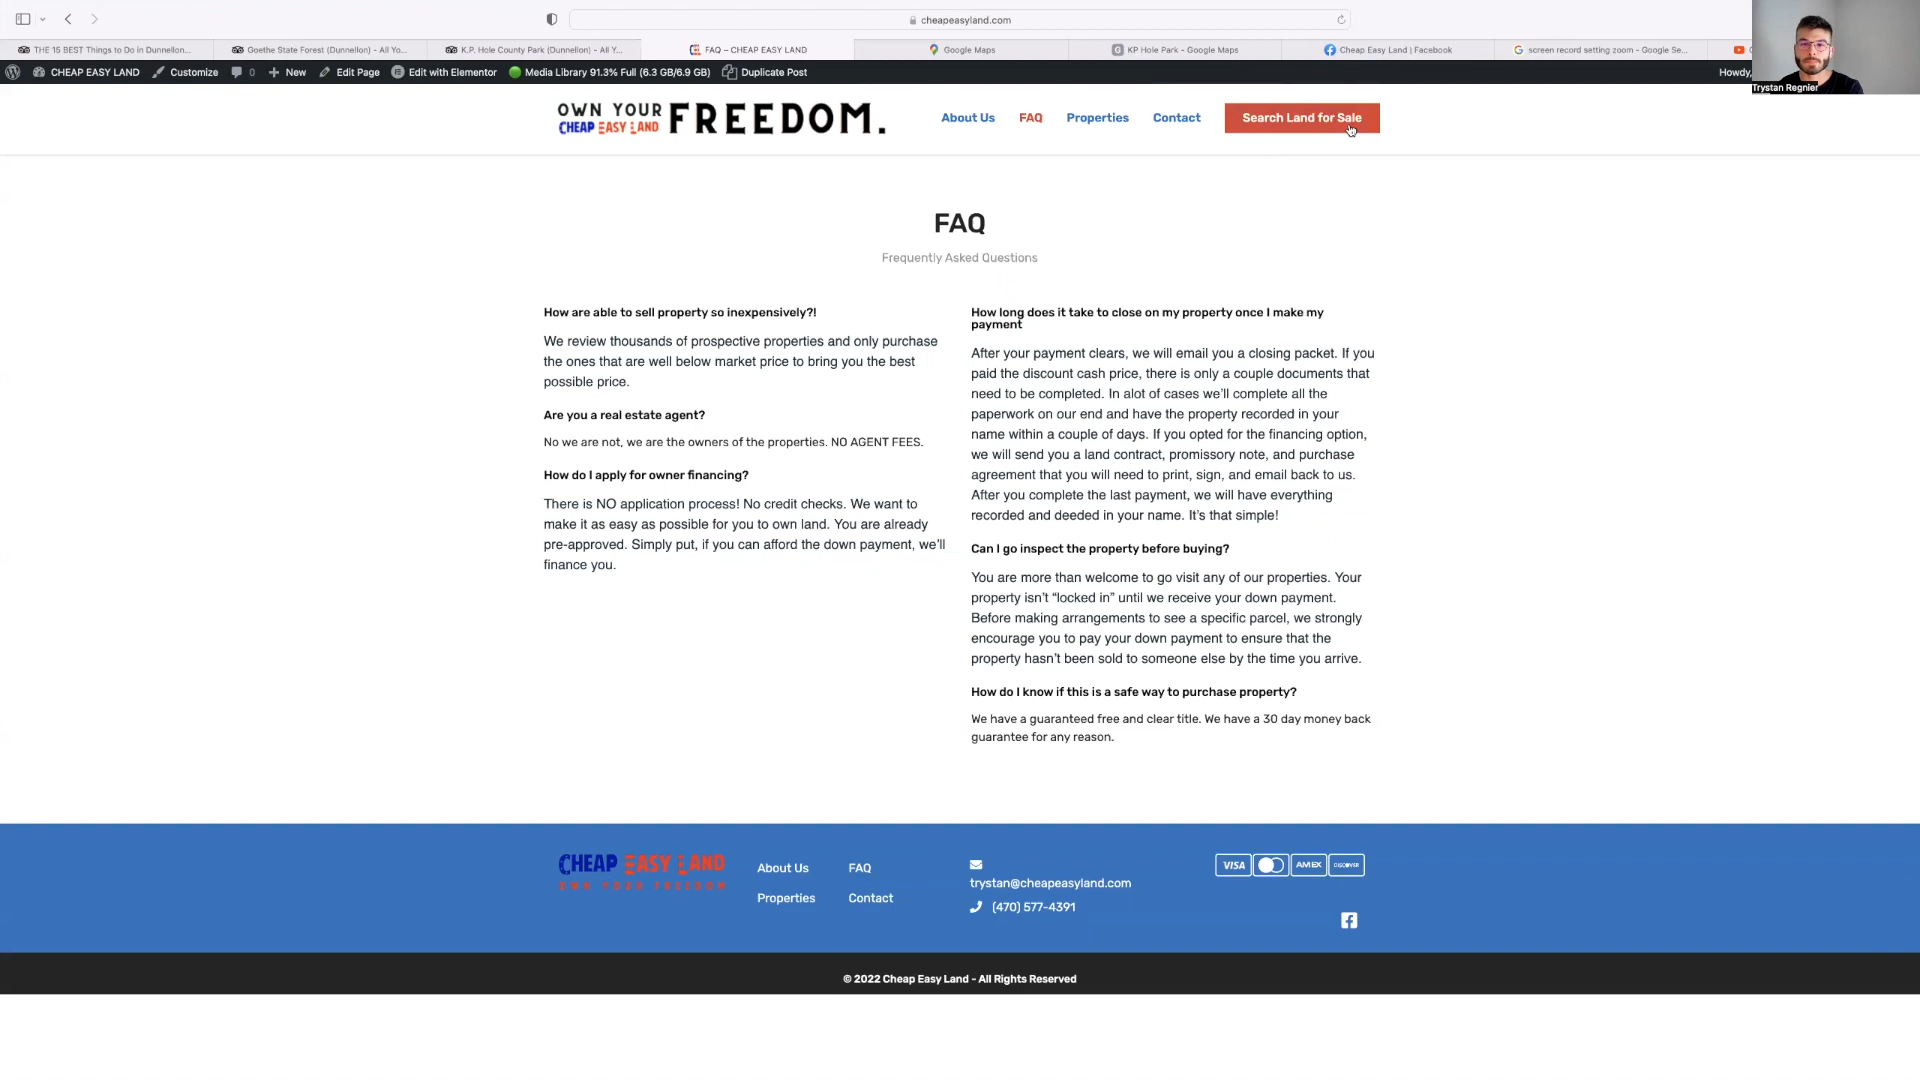 cheapeasyland.com
THE 15 BEST Things to Do in Dunnellon...
Goethe State Forest (Dunnellon) - All Yo...
K.P. Hole County Park (Dunnellon) - All Y...
FAQ – CHEAP EASY LAND
Google Maps
KP Hole Park - Google Maps
Cheap Easy Land | Facebook
screen record setting zoom - Google Se...
CHEAP EASY LAND
Customize
0
New
Edit Page
Edit with Elementor
Media Library 91.3% Full (6.3 GB/6.9 GB)
Duplicate Post
Howdy,
Trystan Regnier
OWN YOUR
CHEAP EASY LAND
FREEDOM.
About Us
FAQ
Properties
Contact
Search Land for Sale
FAQ
Frequently Asked Questions
How are able to sell property so inexpensively?!
We review thousands of prospective properties and only purchase
the ones that are well below market price to bring you the best
possible price.
Are you a real estate agent?
No we are not, we are the owners of the properties. NO AGENT FEES.
How do I apply for owner financing?
There is NO application process! No credit checks. We want to
make it as easy as possible for you to own land. You are already
pre-approved. Simply put, if you can afford the down payment, we’ll
finance you.
How long does it take to close on my property once I make my
payment
After your payment clears, we will email you a closing packet. If you
paid the discount cash price, there is only a couple documents that
need to be completed. In alot of cases we’ll complete all the
paperwork on our end and have the property recorded in your
name within a couple of days. If you opted for the financing option,
we will send you a land contract, promissory note, and purchase
agreement that you will need to print, sign, and email back to us.
After you complete the last payment, we will have everything
recorded and deeded in your name. It’s that simple!
Can I go inspect the property before buying?
You are more than welcome to go visit any of our properties. Your
property isn’t “locked in” until we receive your down payment.
Before making arrangements to see a specific parcel, we strongly
encourage you to pay your down payment to ensure that the
property hasn’t been sold to someone else by the time you arrive.
How do I know if this is a safe way to purchase property?
We have a guaranteed free and clear title. We have a 30 day money back
guarantee for any reason.
CHEAP EASY LAND
OWN YOUR FREEDOM
About Us
FAQ
Properties
Contact
trystan@cheapeasyland.com
(470) 577-4391
VISA
AMEX
DISCOVER
© 2022 Cheap Easy Land - All Rights Reserved